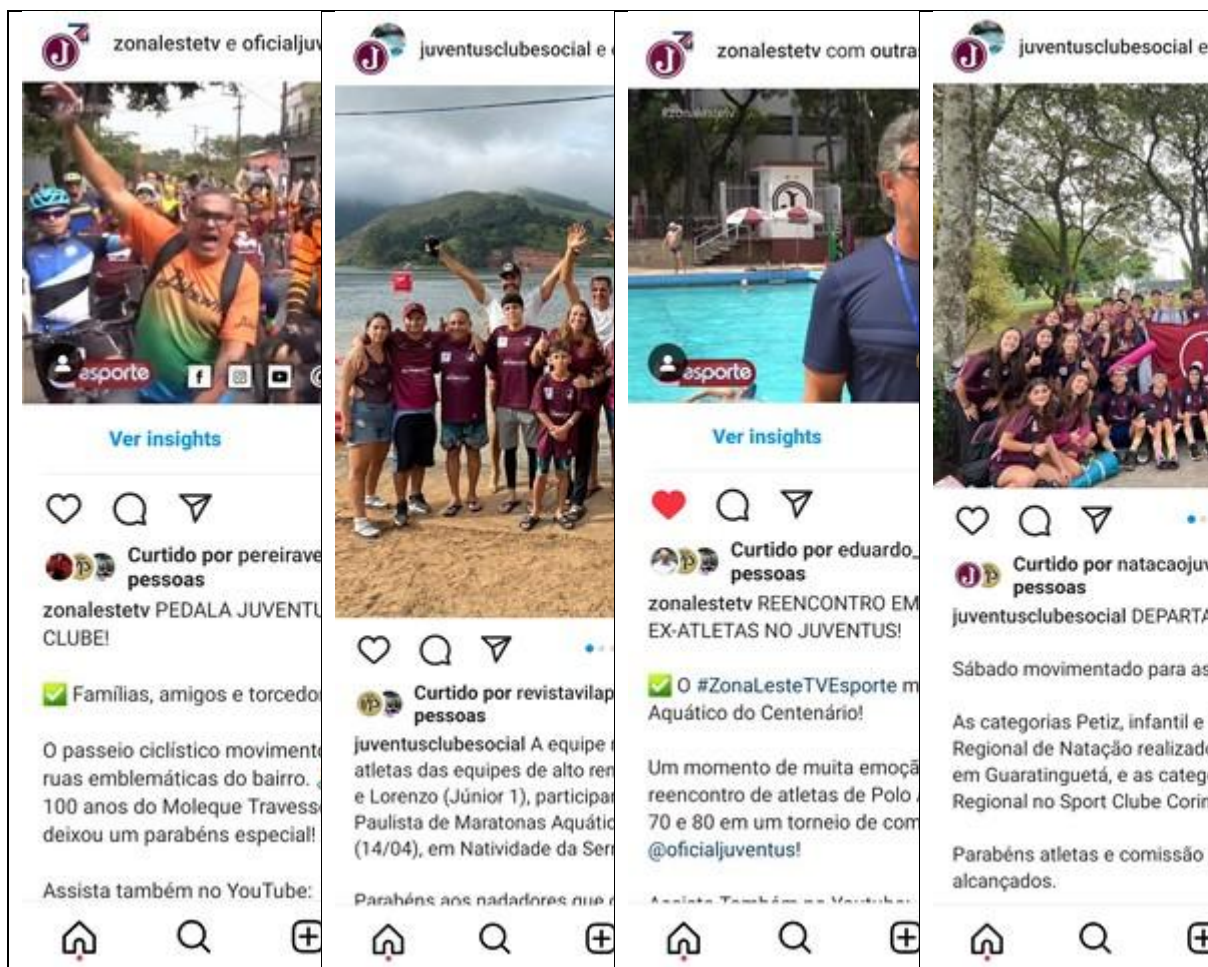 zonalestetv e oficialjuv
#zonalestetv
esporte
Ver insights
Curtido por pereirave
pessoas
zonalestetv PEDALA JUVENTU
CLUBE!
✅ Famílias, amigos e torcedo
O passeio ciclístico moviment
ruas emblemáticas do bairro.
100 anos do Moleque Travess
deixou um parabéns especial!
Assista também no YouTube:
juventusclubesocial e
Curtido por revistavilap
pessoas
juventusclubesocial A equipe
atletas das equipes de alto ren
e Lorenzo (Júnior 1), participa
Paulista de Maratonas Aquátic
(14/04), em Natividade da Ser
Parabéns aos nadadores que
zonalestetv com outra
#zonalestetv
esporte
Ver insights
Curtido por eduardo_
pessoas
zonalestetv REENCONTRO EM
EX-ATLETAS NO JUVENTUS!
✅ O #ZonaLesteTVEsporte m
Aquático do Centenário!
Um momento de muita emoçã
reencontro de atletas de Polo
70 e 80 em um torneio de com
@oficialjuventus!
Assista Também no Youtube:
juventusclubesocial e
Curtido por natacaojuv
pessoas
juventusclubesocial DEPARTA
Sábado movimentado para as
As categorias Petiz, infantil e
Regional de Natação realizad
em Guaratinguetá, e as categ
Regional no Sport Clube Corin
Parabéns atletas e comissão
alcançados.